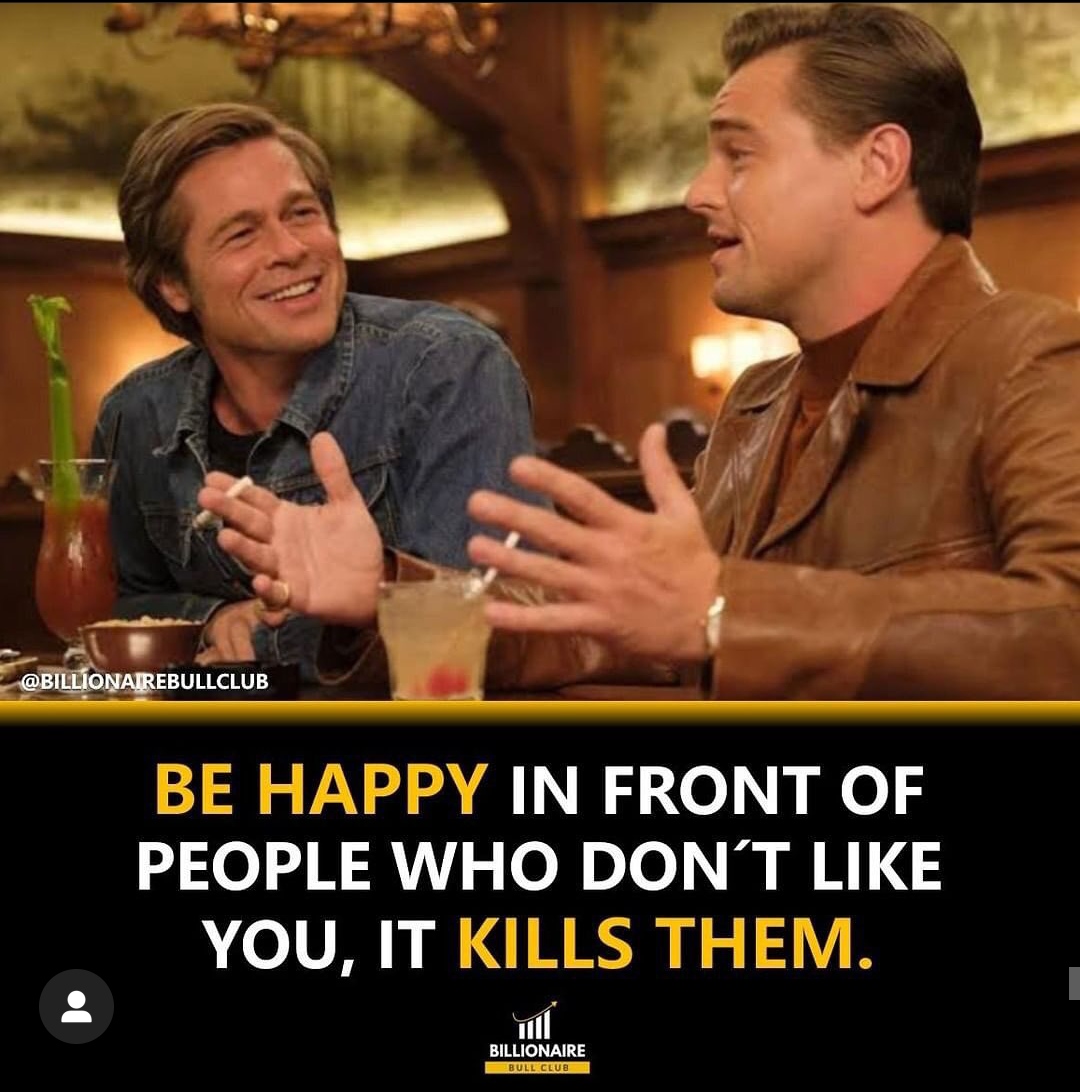 @BILLIONAIREBULLCLUB
BE HAPPY IN FRONT OF
PEOPLE WHO DON´T LIKE
YOU, IT KILLS THEM.
BILLIONAIRE
BULL CLUB